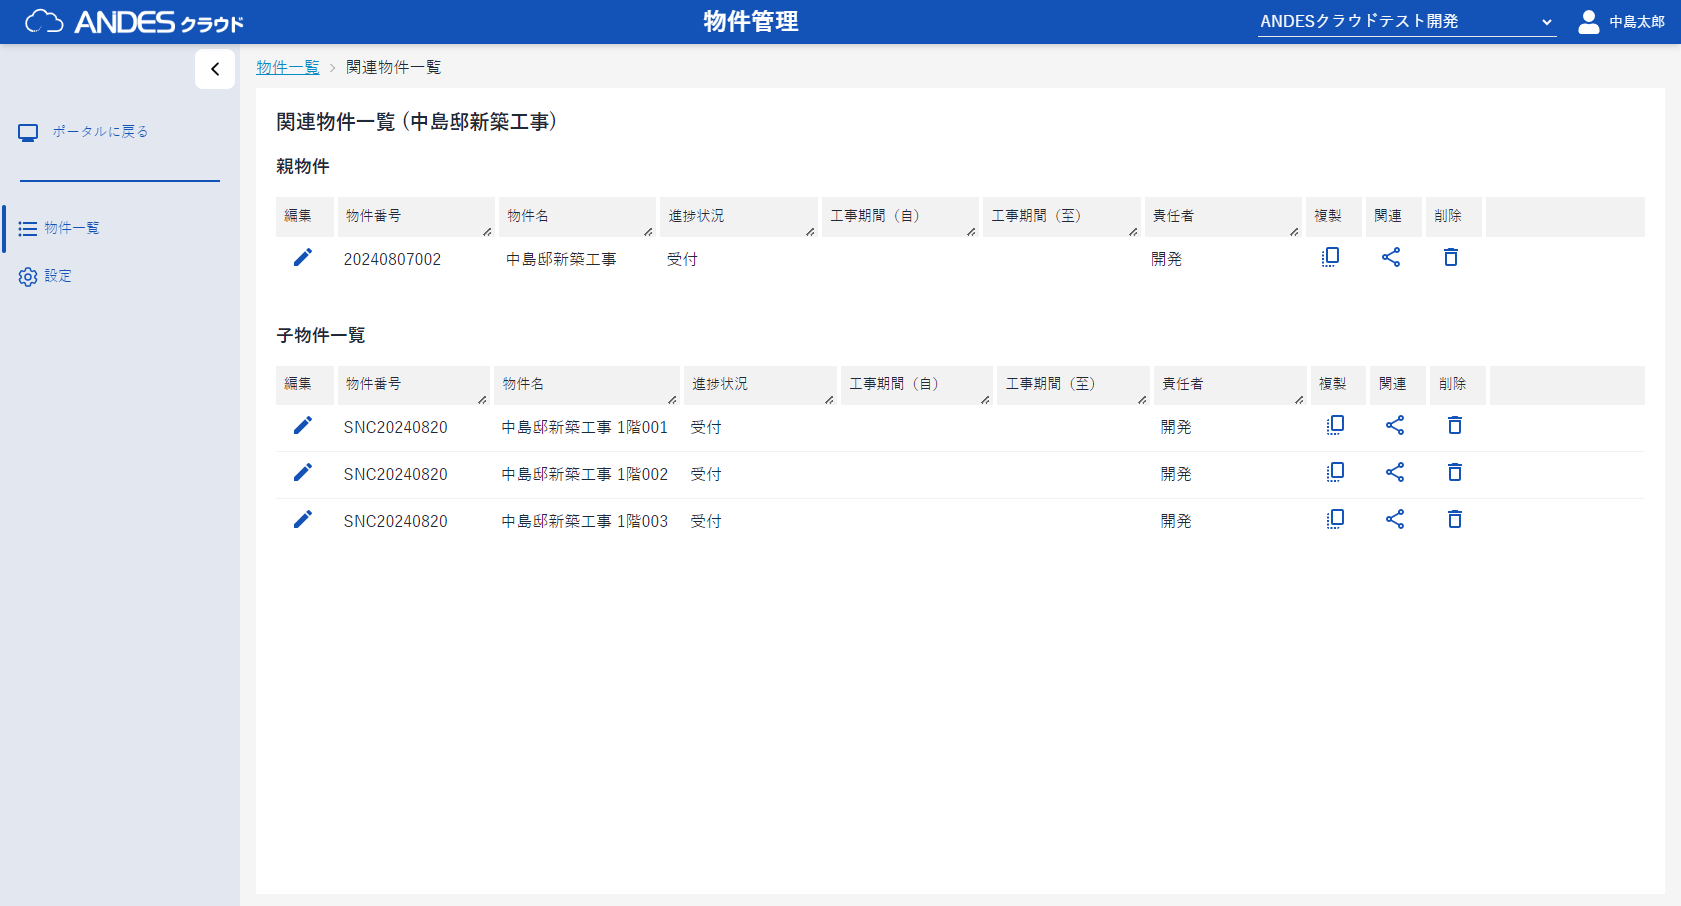 ANDES クラウド 物件管理 ANDESクラウドテスト開発 中島太郎
物件一覧 > 関連物件一覧
ポータルに戻る
物件一覧
設定
関連物件一覧 (中島邸新築工事)
親物件
編集 物件番号 物件名 進捗状況 工事期間（自） 工事期間（至） 責任者 複製 関連 削除
20240807002 中島邸新築工事 受付 開発
子物件一覧
編集 物件番号 物件名 進捗状況 工事期間（自） 工事期間（至） 責任者 複製 関連 削除
SNC20240820 中島邸新築工事 1階001 受付 開発
SNC20240820 中島邸新築工事 1階002 受付 開発
SNC20240820 中島邸新築工事 1階003 受付 開発